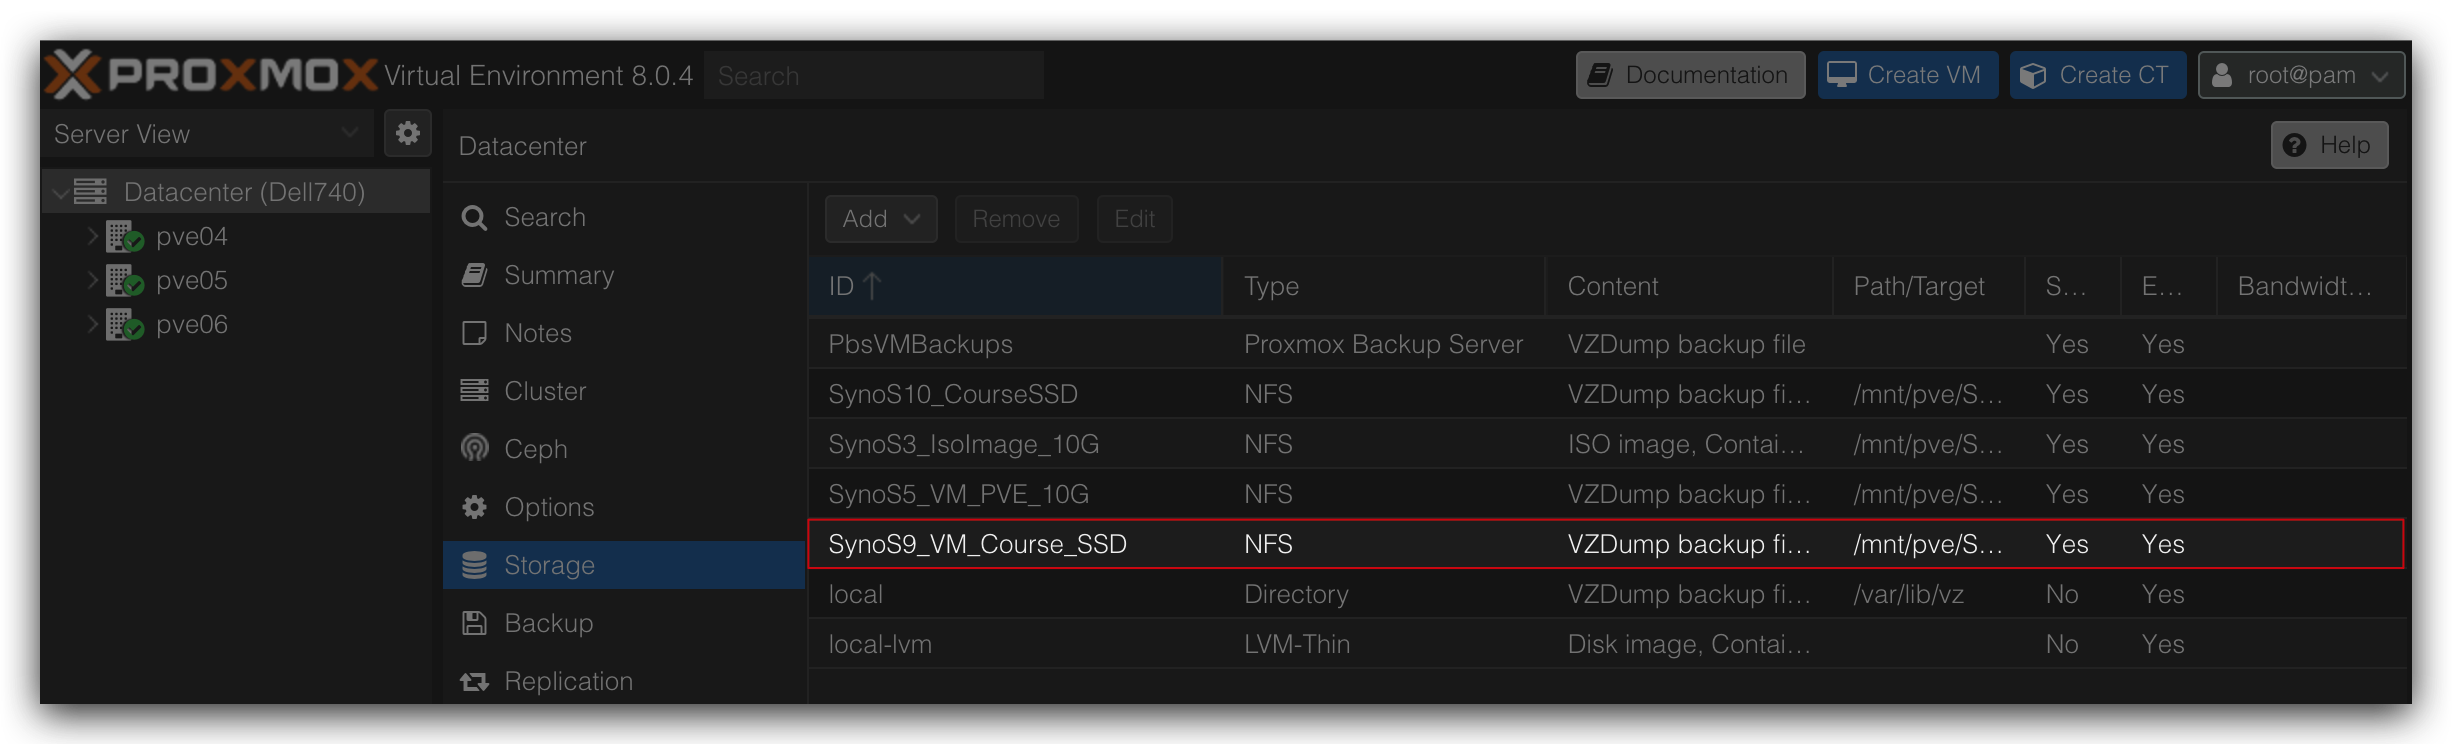 PROXMOX Virtual Environment 8.0.4 Search Documentation Create VM Create CT root@pam
Server View
Datacenter (Dell740)
pve04
pve05
pve06
Datacenter Help
Search
Summary
Notes
Cluster
Ceph
Options
Storage
Backup
Replication
Add Remove Edit
ID Type Content Path/Target S... E... Bandwidt...
PbsVMBackups Proxmox Backup Server VZDump backup file Yes Yes
SynoS10_CourseSSD NFS VZDump backup fi... /mnt/pve/S... Yes Yes
SynoS3_IsoImage_10G NFS ISO image, Contai... /mnt/pve/S... Yes Yes
SynoS5_VM_PVE_10G NFS VZDump backup fi... /mnt/pve/S... Yes Yes
SynoS9_VM_Course_SSD NFS VZDump backup fi... /mnt/pve/S... Yes Yes
local Directory VZDump backup fi... /var/lib/vz No Yes
local-lvm LVM-Thin Disk image, Contai... No Yes